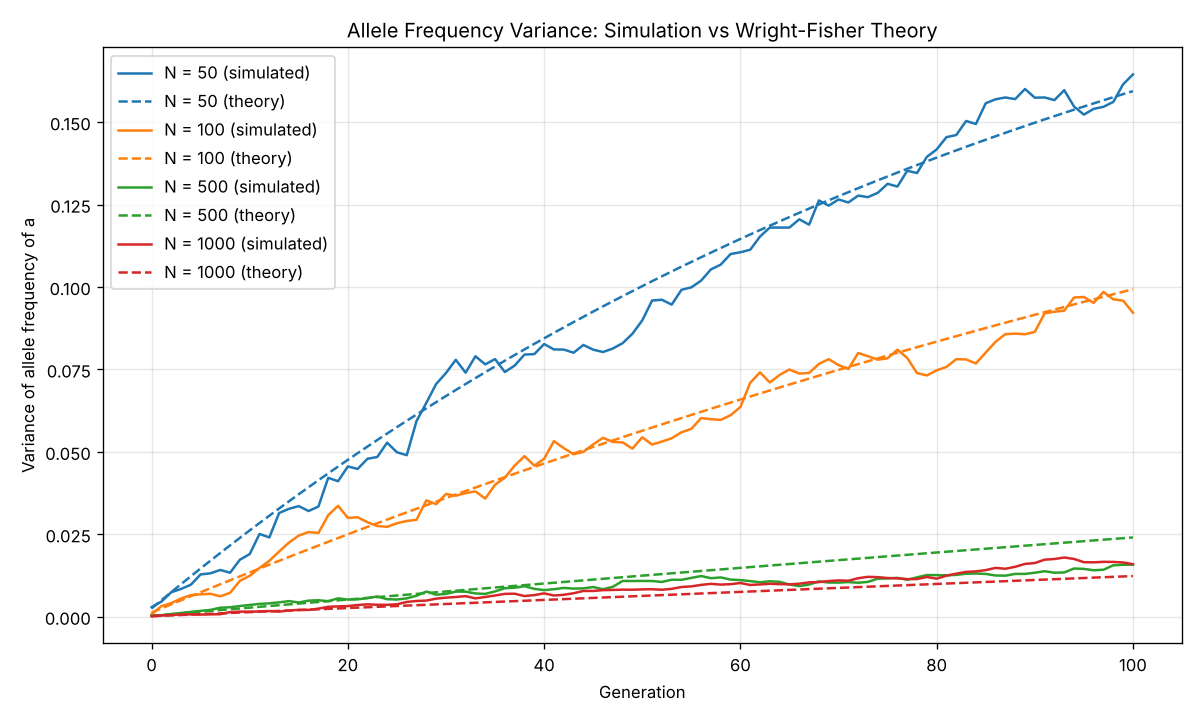 Allele Frequency Variance: Simulation vs Wright-Fisher Theory
N = 50 (simulated)
N = 50 (theory)
N = 100 (simulated)
N = 100 (theory)
N = 500 (simulated)
N = 500 (theory)
N = 1000 (simulated)
N = 1000 (theory)
Variance of allele frequency of a
0.150
0.125
0.100
0.075
0.050
0.025
0.000
0 20 40 60 80 100
Generation